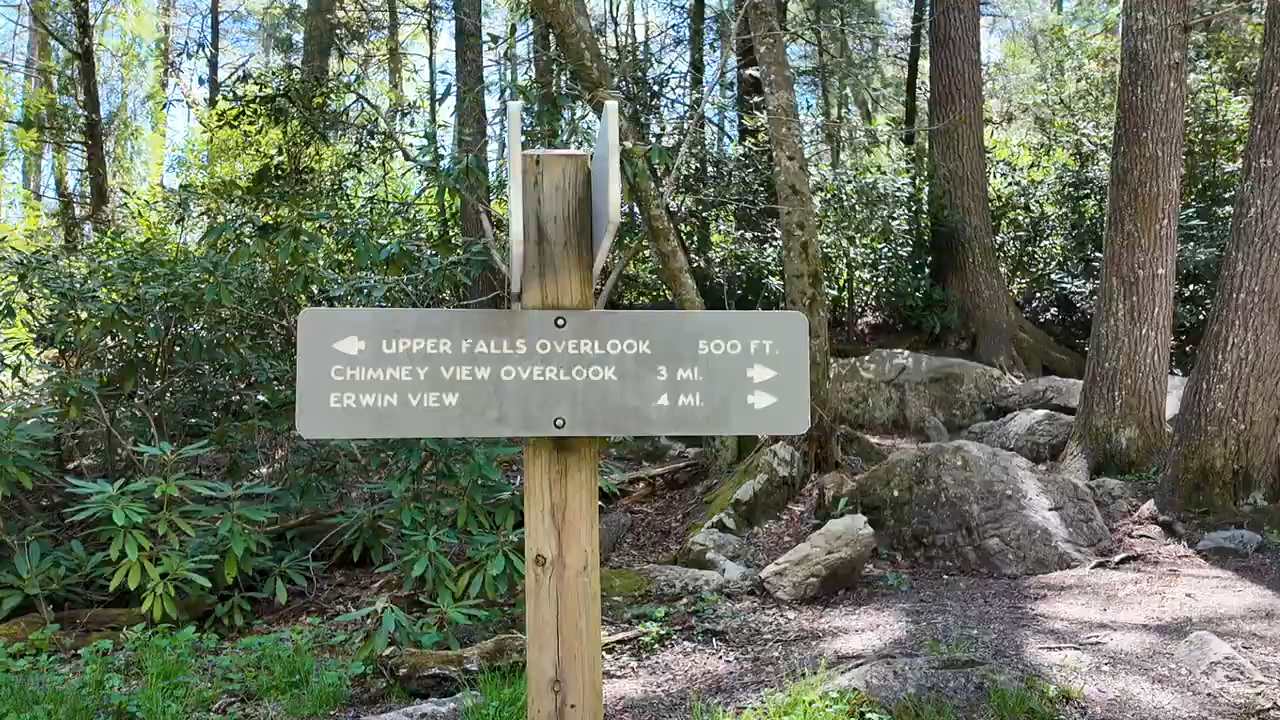 UPPER FALLS OVERLOOK 500 FT.
CHIMNEY VIEW OVERLOOK 3 MI.
ERWIN VIEW .4 MI.